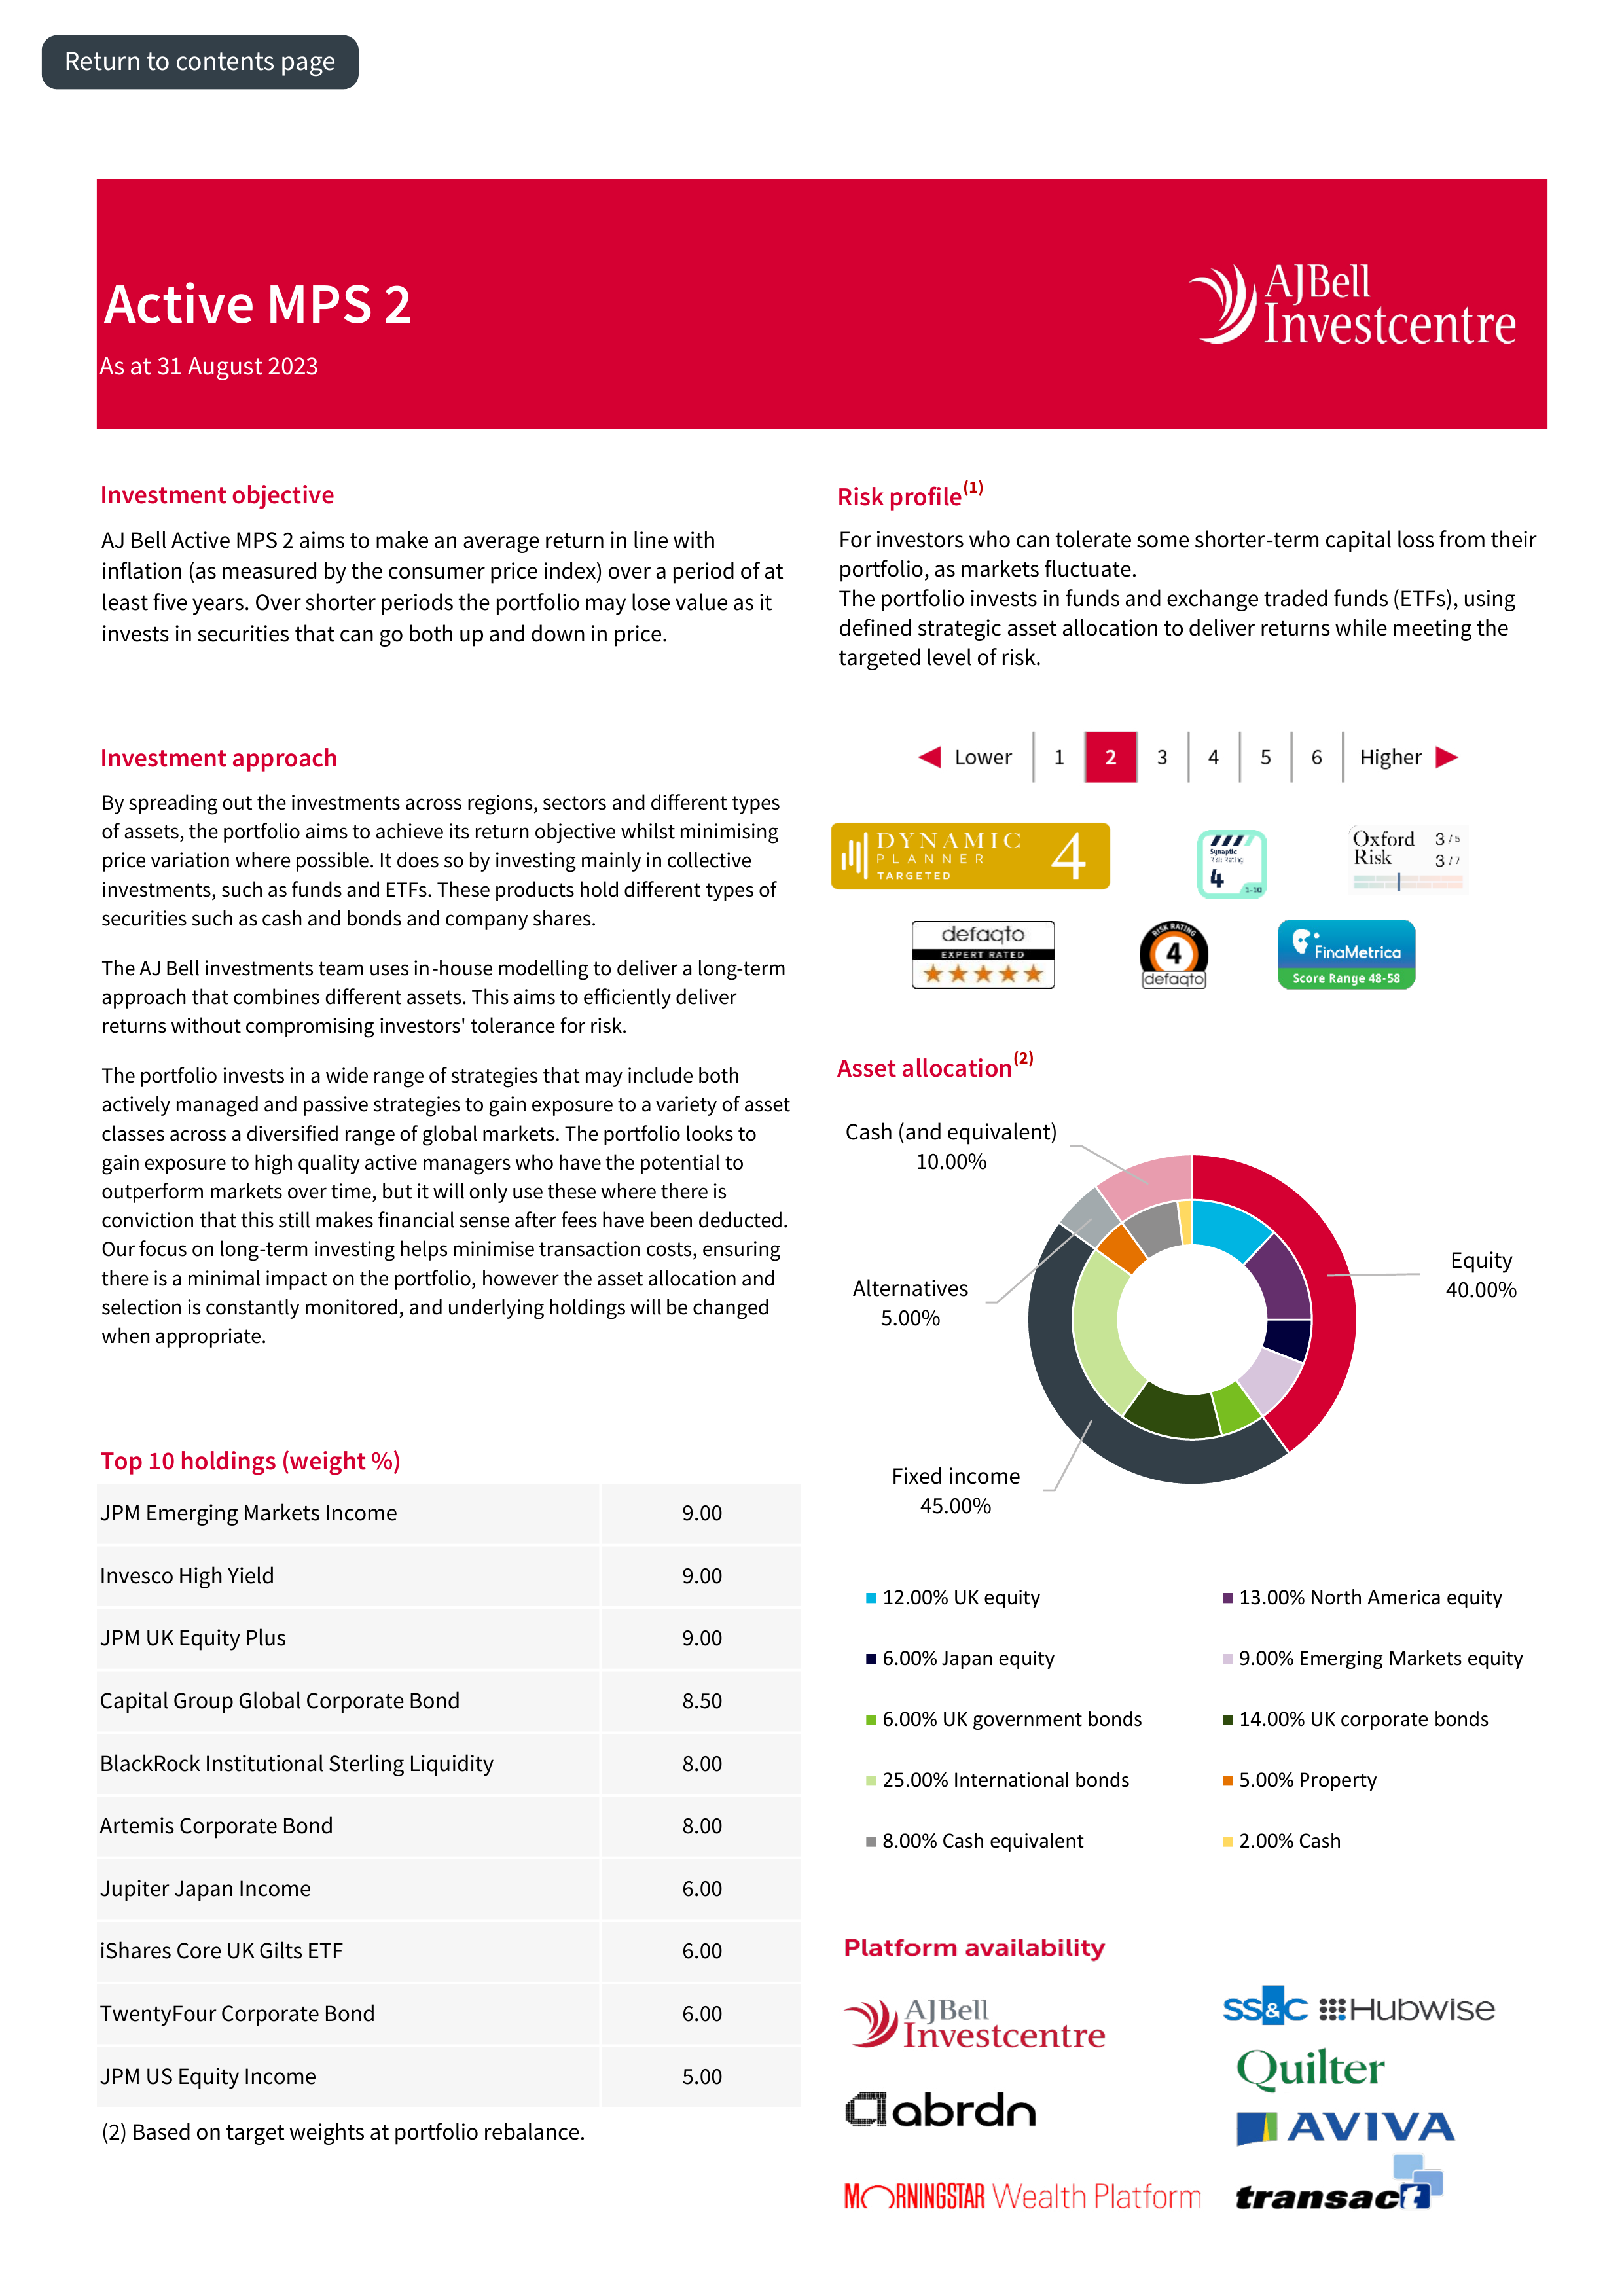 Return to contents page
Active MPS 2
As at 31 August 2023
AJBell
Investcentre
Investment objective
AJ Bell Active MPS 2 aims to make an average return in line with
inflation (as measured by the consumer price index) over a period of at
least five years. Over shorter periods the portfolio may lose value as it
invests in securities that can go both up and down in price.
Investment approach
By spreading out the investments across regions, sectors and different types
of assets, the portfolio aims to achieve its return objective whilst minimising
price variation where possible. It does so by investing mainly in collective
investments, such as funds and ETFs. These products hold different types of
securities such as cash and bonds and company shares.
The AJ Bell investments team uses in-house modelling to deliver a long-term
approach that combines different assets. This aims to efficiently deliver
returns without compromising investors' tolerance for risk.
The portfolio invests in a wide range of strategies that may include both
actively managed and passive strategies to gain exposure to a variety of asset
classes across a diversified range of global markets. The portfolio looks to
gain exposure to high quality active managers who have the potential to
outperform markets over time, but it will only use these where there is
conviction that this still makes financial sense after fees have been deducted.
Our focus on long-term investing helps minimise transaction costs, ensuring
there is a minimal impact on the portfolio, however the asset allocation and
selection is constantly monitored, and underlying holdings will be changed
when appropriate.
Top 10 holdings (weight %)
JPM Emerging Markets Income 9.00
Invesco High Yield 9.00
JPM UK Equity Plus 9.00
Capital Group Global Corporate Bond 8.50
BlackRock Institutional Sterling Liquidity 8.00
Artemis Corporate Bond 8.00
Jupiter Japan Income 6.00
iShares Core UK Gilts ETF 6.00
TwentyFour Corporate Bond 6.00
JPM US Equity Income 5.00
(2) Based on target weights at portfolio rebalance.
Risk profile(1)
For investors who can tolerate some shorter-term capital loss from their
portfolio, as markets fluctuate.
The portfolio invests in funds and exchange traded funds (ETFs), using
defined strategic asset allocation to deliver returns while meeting the
targeted level of risk.
Lower 1 2 3 4 5 6 Higher
DYNAMIC
PLANNER
TARGETED
4
Synaptic
Risk Rating
4
1-10
Oxford 3/5
Risk 3/7
defaqto
EXPERT RATED
RISK RATING
4
defaqto
FinaMetrica
Score Range 48-58
Asset allocation(2)
Cash (and equivalent)
10.00%
Alternatives
5.00%
Equity
40.00%
Fixed income
45.00%
12.00% UK equity
13.00% North America equity
6.00% Japan equity
9.00% Emerging Markets equity
6.00% UK government bonds
14.00% UK corporate bonds
25.00% International bonds
5.00% Property
8.00% Cash equivalent
2.00% Cash
Platform availability
AJBell
Investcentre
SS&C Hubwise
Quilter
abrdn
AVIVA
MORNINGSTAR Wealth Platform
transact